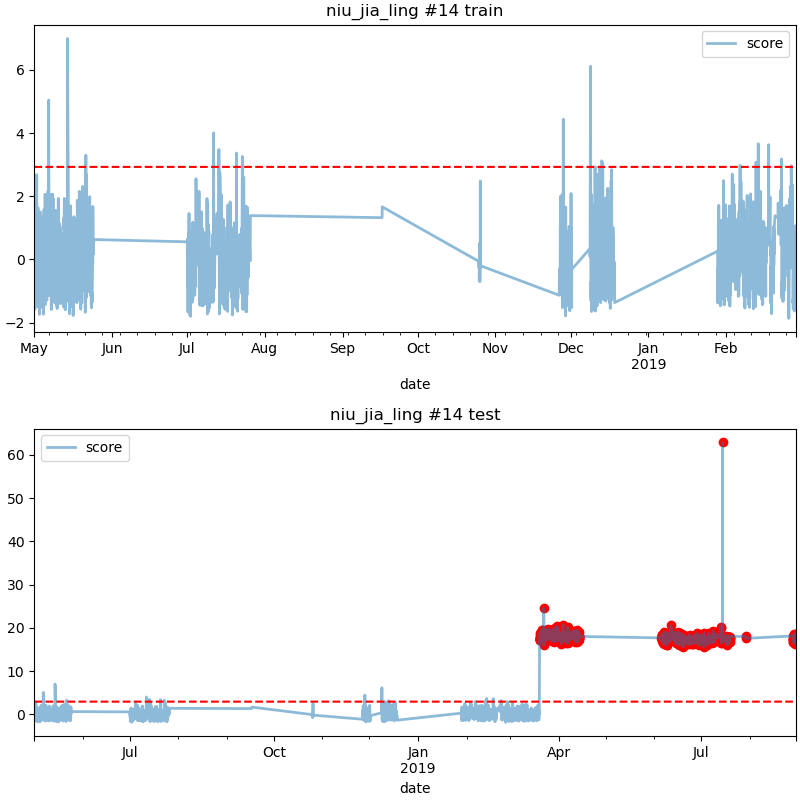 niu_jia_ling #14 train
score
6
4
2
0
−2
May Jun Jul Aug Sep Oct Nov Dec Jan Feb
2019
date
niu_jia_ling #14 test
score
60
50
40
30
20
10
0
Jul Oct Jan Apr Jul
2019
date